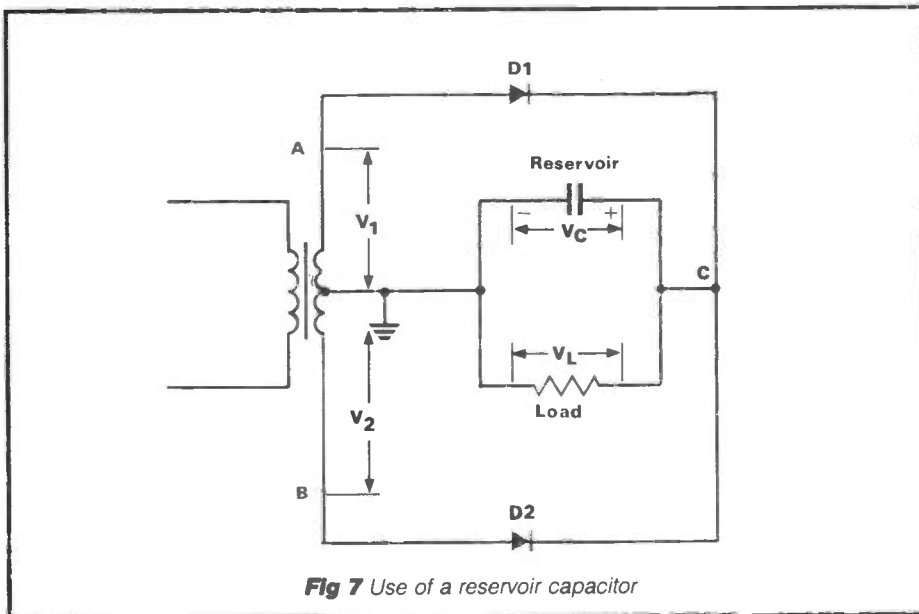 D1
A
Reservoir
V1
− +
VC
C
VL
Load
V2
B
D2
Fig 7 Use of a reservoir capacitor